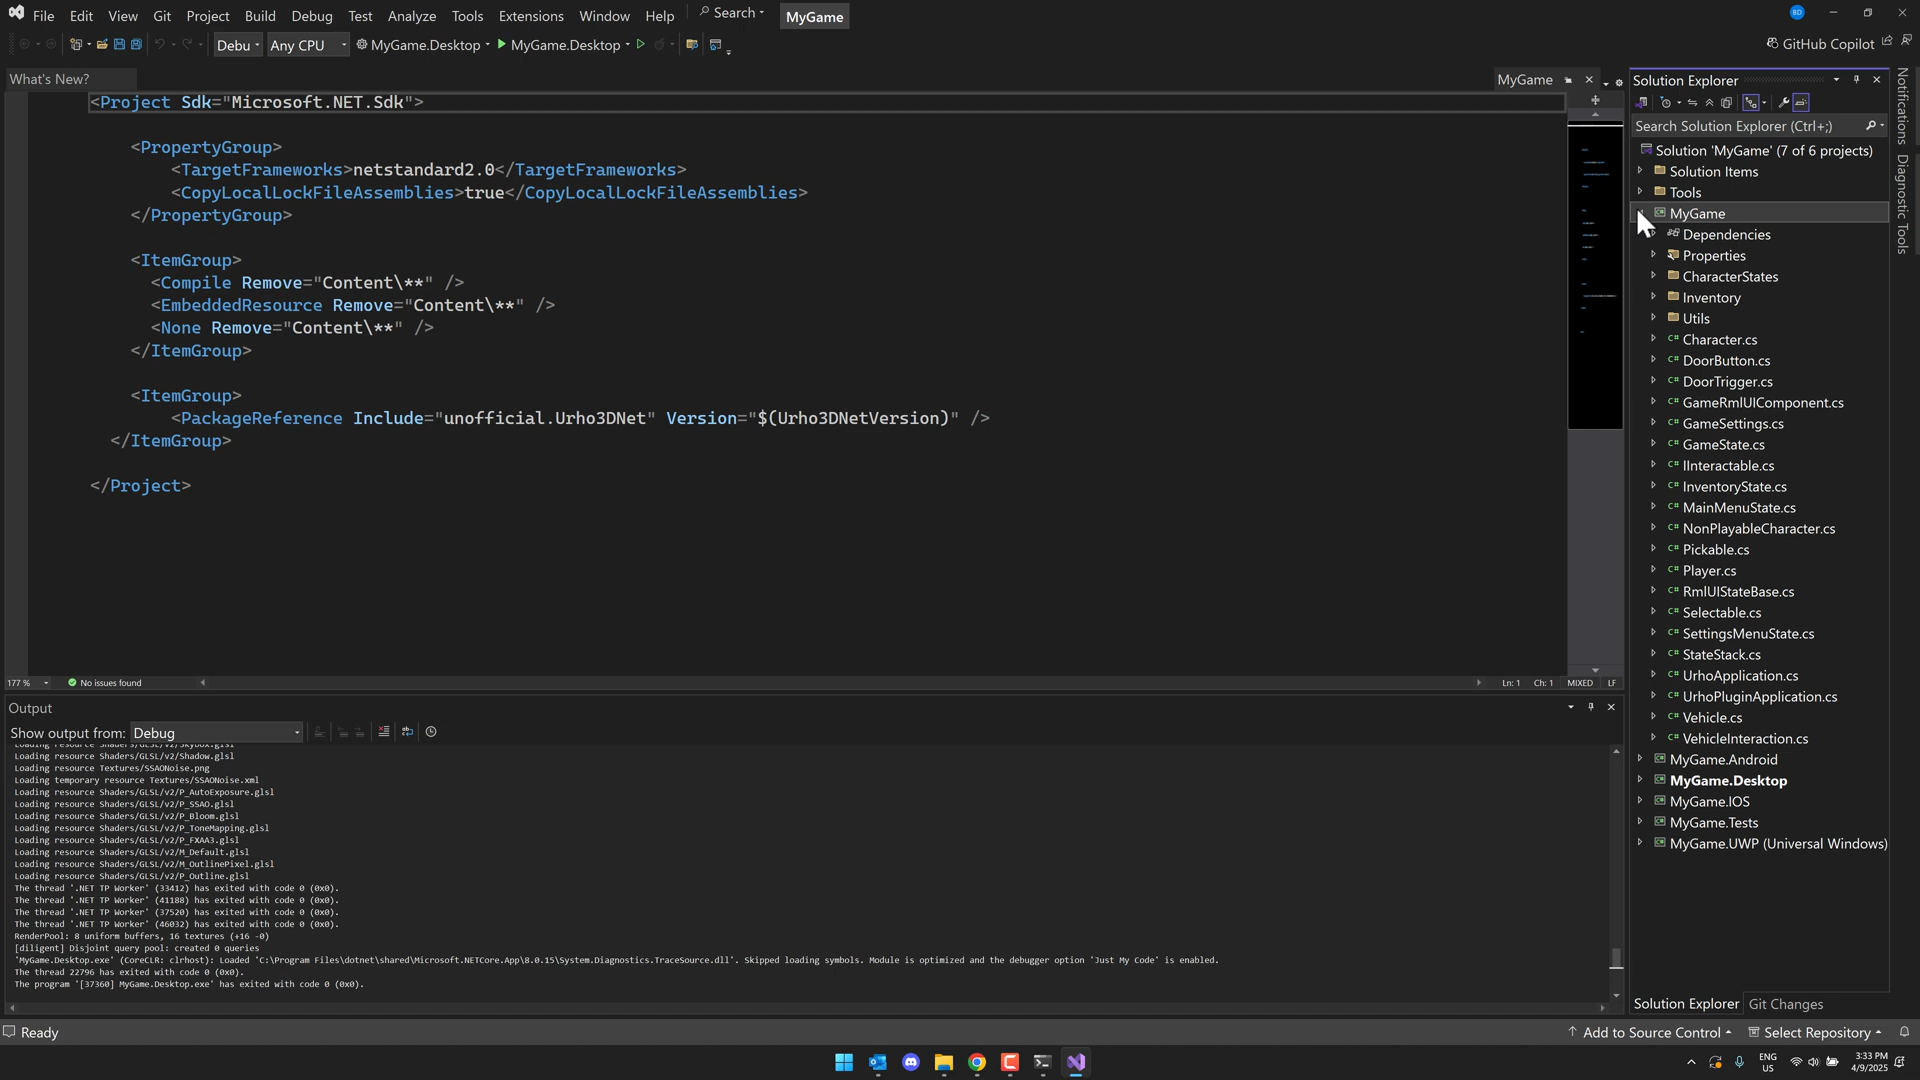 File Edit View Git Project Build Debug Test Analyze Tools Extensions Window Help Search MyGame BD
Debu Any CPU MyGame.Desktop MyGame.Desktop GitHub Copilot
What's New? MyGame
<Project Sdk="Microsoft.NET.Sdk">
<PropertyGroup>
<TargetFrameworks>netstandard2.0</TargetFrameworks>
<CopyLocalLockFileAssemblies>true</CopyLocalLockFileAssemblies>
</PropertyGroup>
<ItemGroup>
<Compile Remove="Content\**" />
<EmbeddedResource Remove="Content\**" />
<None Remove="Content\**" />
</ItemGroup>
<ItemGroup>
<PackageReference Include="unofficial.Urho3DNet" Version="$(Urho3DNetVersion)" />
</ItemGroup>
</Project>
177 % No issues found Ln: 1 Ch: 1 MIXED LF
Output
Show output from: Debug
Loading resource Shaders/GLSL/v2/Skybox.glsl
Loading resource Shaders/GLSL/v2/Shadow.glsl
Loading resource Textures/SSAONoise.png
Loading temporary resource Textures/SSAONoise.xml
Loading resource Shaders/GLSL/v2/P_AutoExposure.glsl
Loading resource Shaders/GLSL/v2/P_SSAO.glsl
Loading resource Shaders/GLSL/v2/P_Bloom.glsl
Loading resource Shaders/GLSL/v2/P_ToneMapping.glsl
Loading resource Shaders/GLSL/v2/P_FXAA3.glsl
Loading resource Shaders/GLSL/v2/M_Default.glsl
Loading resource Shaders/GLSL/v2/M_OutlinePixel.glsl
Loading resource Shaders/GLSL/v2/P_Outline.glsl
The thread '.NET TP Worker' (33412) has exited with code 0 (0x0).
The thread '.NET TP Worker' (41188) has exited with code 0 (0x0).
The thread '.NET TP Worker' (37520) has exited with code 0 (0x0).
The thread '.NET TP Worker' (46032) has exited with code 0 (0x0).
RenderPool: 8 uniform buffers, 16 textures (+16 -0)
[diligent] Disjoint query pool: created 0 queries
'MyGame.Desktop.exe' (CoreCLR: clrhost): Loaded 'C:\Program Files\dotnet\shared\Microsoft.NETCore.App\8.0.15\System.Diagnostics.TraceSource.dll'. Skipped loading symbols. Module is optimized and the debugger option 'Just My Code' is enabled.
The thread 22796 has exited with code 0 (0x0).
The program '[37360] MyGame.Desktop.exe' has exited with code 0 (0x0).
Solution Explorer
Search Solution Explorer (Ctrl+;)
Solution 'MyGame' (7 of 6 projects)
Solution Items
Tools
MyGame
Dependencies
Properties
CharacterStates
Inventory
Utils
C# Character.cs
C# DoorButton.cs
C# DoorTrigger.cs
C# GameRmlUIComponent.cs
C# GameSettings.cs
C# GameState.cs
C# IInteractable.cs
C# InventoryState.cs
C# MainMenuState.cs
C# NonPlayableCharacter.cs
C# Pickable.cs
C# Player.cs
C# RmlUIStateBase.cs
C# Selectable.cs
C# SettingsMenuState.cs
C# StateStack.cs
C# UrhoApplication.cs
C# UrhoPluginApplication.cs
C# Vehicle.cs
C# VehicleInteraction.cs
MyGame.Android
MyGame.Desktop
MyGame.IOS
MyGame.Tests
MyGame.UWP (Universal Windows)
Solution Explorer Git Changes
Notifications
Diagnostic Tools
Ready Add to Source Control Select Repository
ENG
US
3:33 PM
4/9/2025